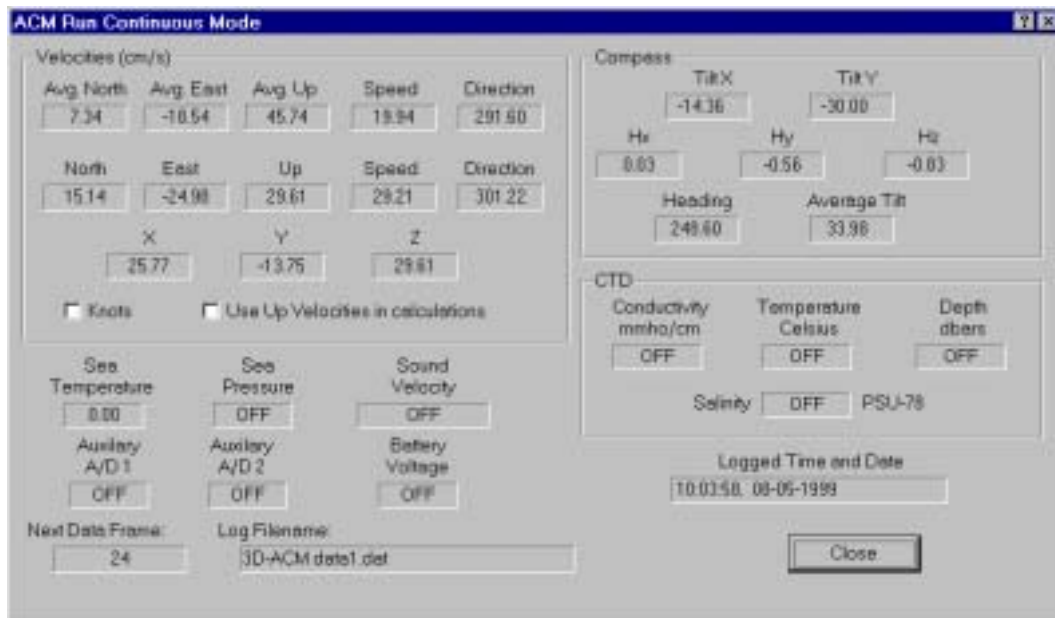 ACM Run Continuous Mode
Velocities (cm/s)
Avg. North Avg. East Avg. Up Speed Direction
7.34 -18.54 45.74 19.94 291.60
North East Up Speed Direction
15.14 -24.98 29.61 29.21 301.22
X Y Z
25.77 -13.75 29.61
Knots Use Up Velocities in calculations
Sea Temperature Sea Pressure Sound Velocity
0.00 OFF OFF
Auxilary A/D 1 Auxilary A/D 2 Battery Voltage
OFF OFF OFF
Next Data Frame: Log Filename:
24 3D-ACM data1.dat
Compass
Tilt X Tilt Y
-14.36 -30.00
Hx Hy Hz
0.03 -0.56 -0.83
Heading Average Tilt
248.60 33.98
CTD
Conductivity mmho/cm Temperature Celsius Depth dbars
OFF OFF OFF
Salinity OFF PSU-78
Logged Time and Date
10:03:58, 08-05-1999
Close